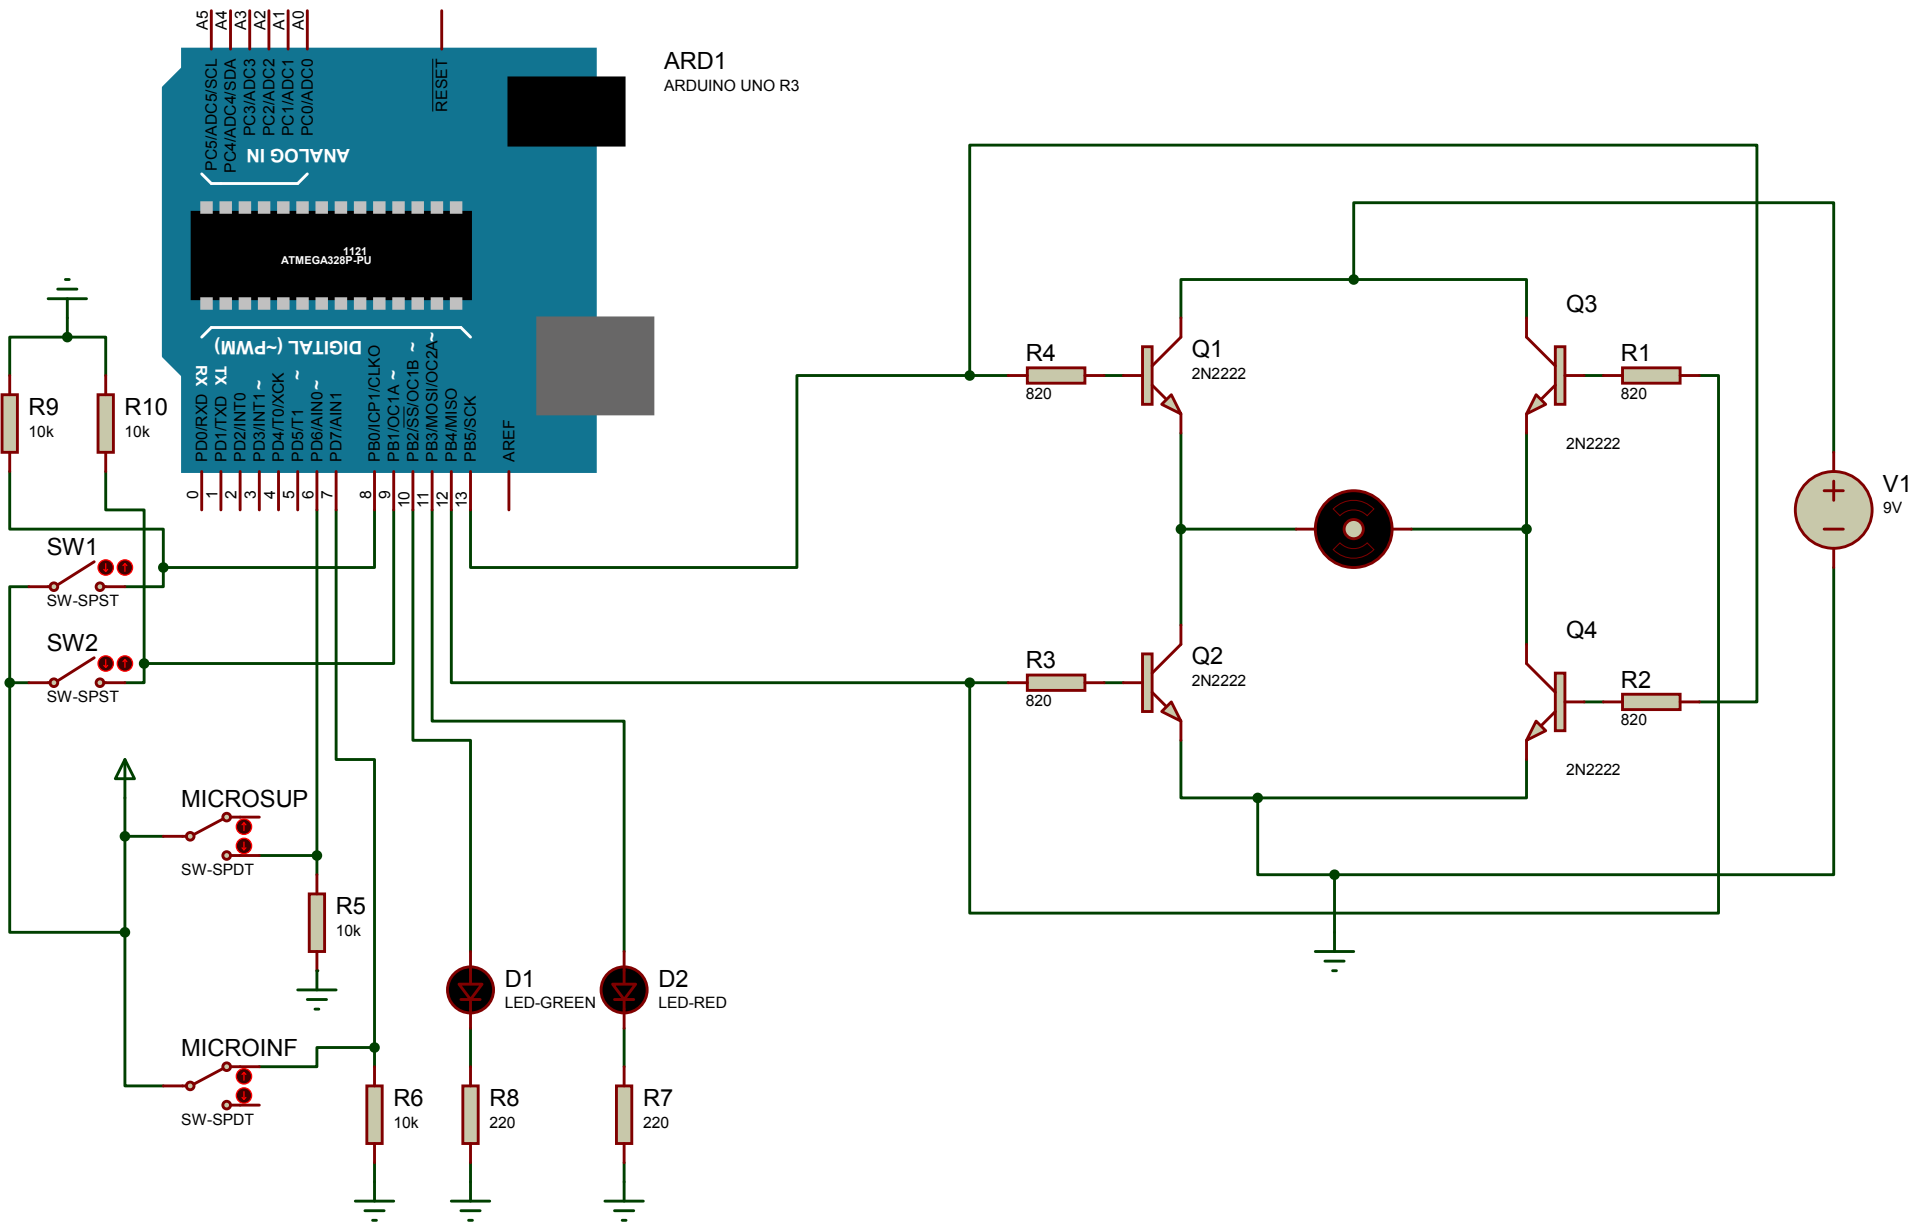 A5
A4
A3
A2
A1
A0
PC5/ADC5/SCL
PC4/ADC4/SDA
PC3/ADC3
PC2/ADC2
PC1/ADC1
PC0/ADC0
RESET
ANALOG IN
ARD1
ARDUINO UNO R3
1121
ATMEGA328P-PU
DIGITAL (~PWM)
RX
TX
~
~
~
~
~
~
PD0/RXD
PD1/TXD
PD2/INT0
PD3/INT1
PD4/T0/XCK
PD5/T1
PD6/AIN0
PD7/AIN1
PB0/ICP1/CLKO
PB1/OC1A
PB2/SS/OC1B
PB3/MOSI/OC2A
PB4/MISO
PB5/SCK
AREF
0
1
2
3
4
5
6
7
8
9
10
11
12
13
R9
10k
R10
10k
SW1
SW-SPST
SW2
SW-SPST
MICROSUP
SW-SPDT
R5
10k
MICROINF
SW-SPDT
R6
10k
D1
LED-GREEN
R8
220
D2
LED-RED
R7
220
R4
820
Q1
2N2222
Q3
2N2222
R1
820
R3
820
Q2
2N2222
Q4
2N2222
R2
820
V1
9V